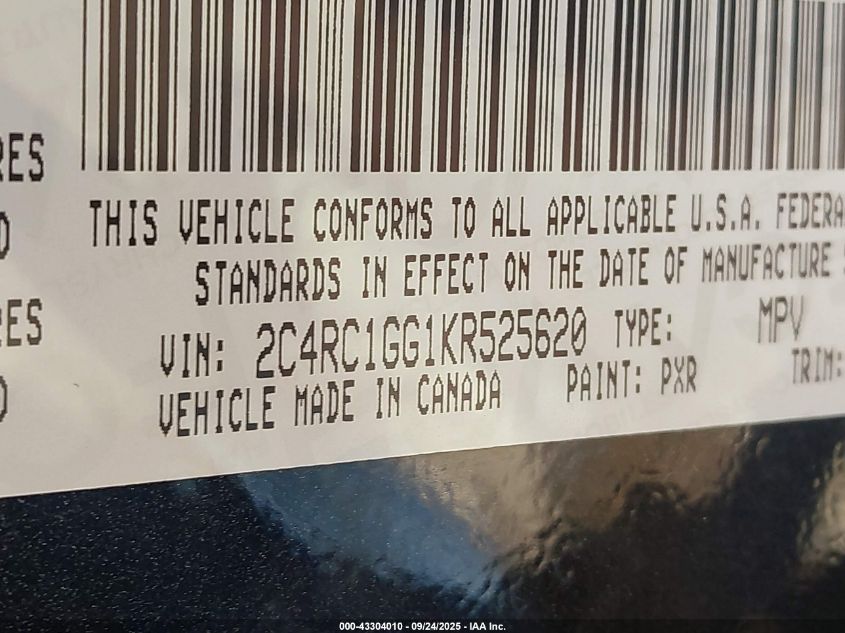 RES
THIS VEHICLE CONFORMS TO ALL APPLICABLE U.S.A. FEDERA
STANDARDS IN EFFECT ON THE DATE OF MANUFACTURE
RES
VIN: 2C4RC1GG1KR525620 TYPE: MPV
VEHICLE MADE IN CANADA PAINT: PXR TRIM:
000-43304010 - 09/24/2025 - IAA Inc.